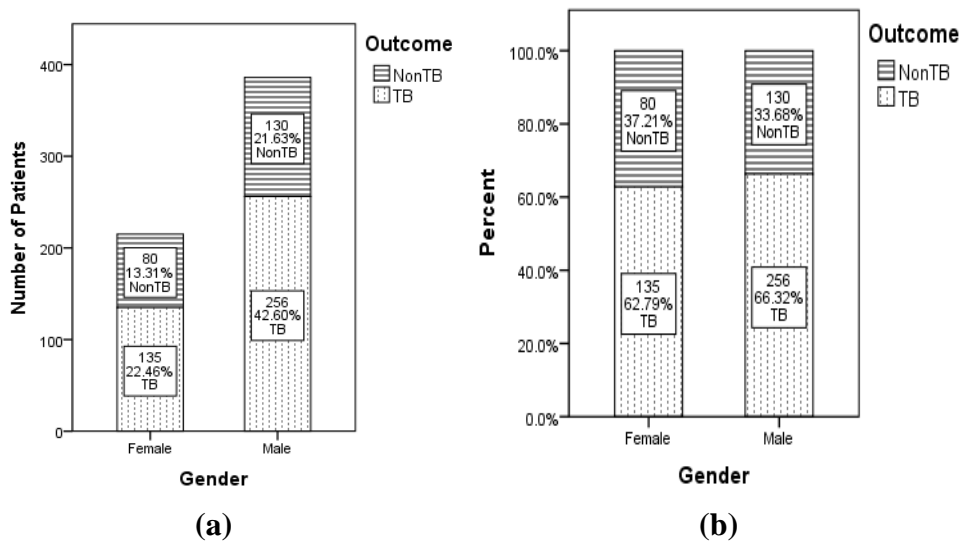 Number of Patients
400
300
200
100
0
130
21.63%
NonTB
80
13.31%
NonTB
256
42.60%
TB
135
22.46%
TB
Female
Male
Gender
Outcome
NonTB
TB
(a)
Percent
100.0%
80.0%
60.0%
40.0%
20.0%
0.0%
80
37.21%
NonTB
130
33.68%
NonTB
135
62.79%
TB
256
66.32%
TB
Female
Male
Gender
Outcome
NonTB
TB
(b)